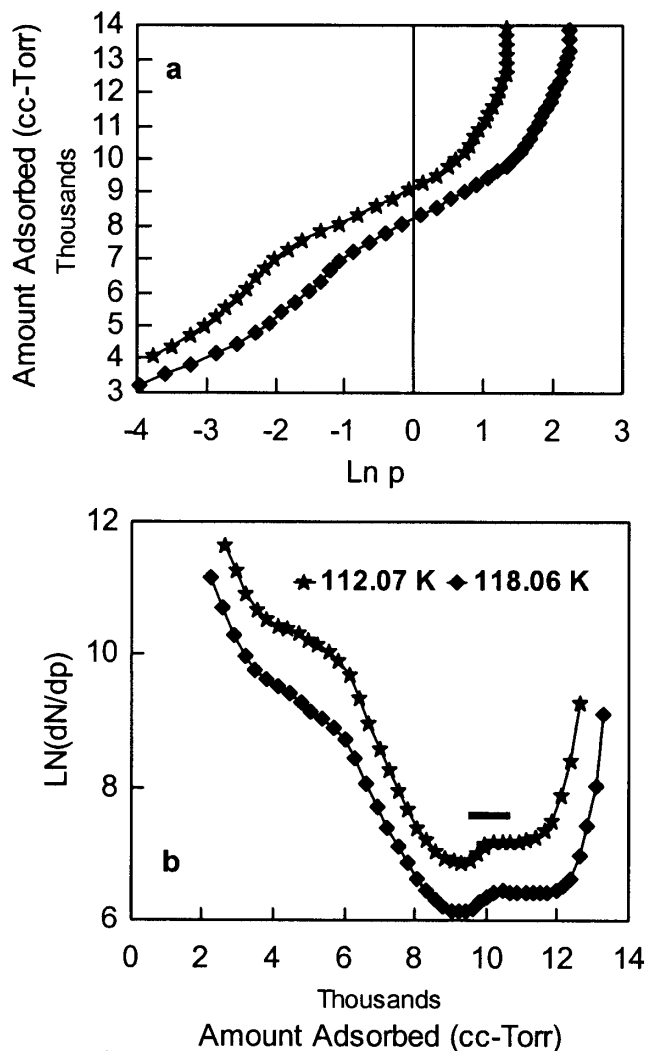 a
Amount Adsorbed (cc-Torr)
Thousands
14
13
12
11
10
9
8
7
6
5
4
3
-4 -3 -2 -1 0 1 2 3
Ln p
b
112.07 K 118.06 K
LN(dN/dp)
12
10
8
6
0 2 4 6 8 10 12 14
Thousands
Amount Adsorbed (cc-Torr)